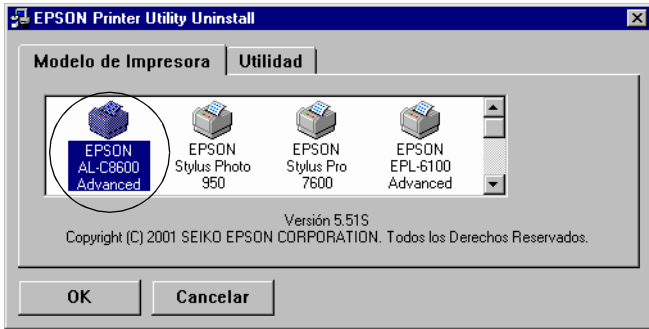 EPSON Printer Utility Uninstall
Modelo de Impresora Utilidad
EPSON AL-C8600 Advanced
EPSON Stylus Photo 950
EPSON Stylus Pro 7600
EPSON EPL-6100 Advanced
Versión 5.51S
Copyright (C) 2001 SEIKO EPSON CORPORATION. Todos los Derechos Reservados.
OK Cancelar